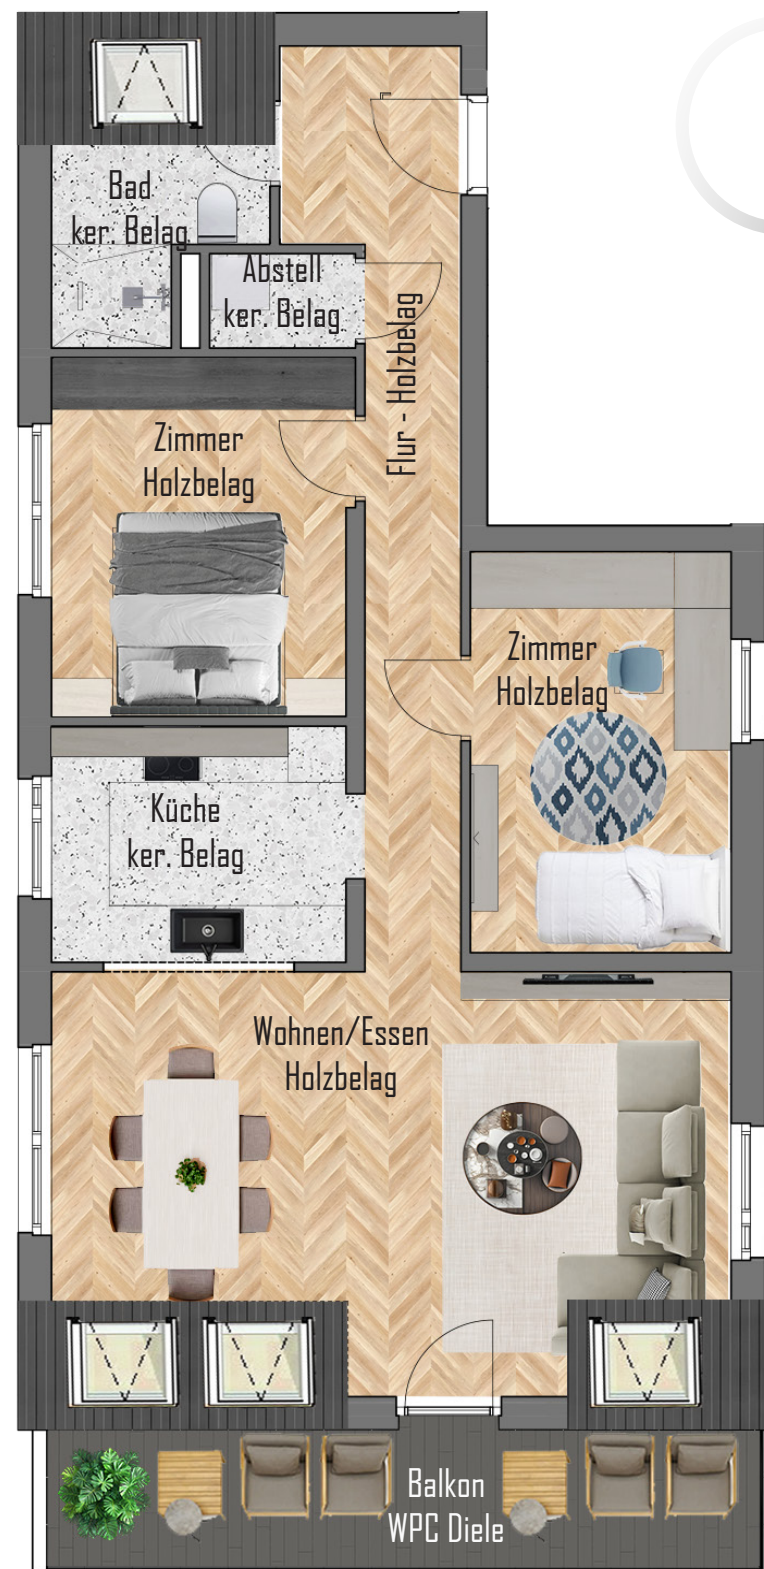 Bad
ker. Belag
Abstell
ker. Belag
Flur - Holzbelag
Zimmer
Holzbelag
Zimmer
Holzbelag
Küche
ker. Belag
Wohnen/Essen
Holzbelag
Balkon
WPC Diele